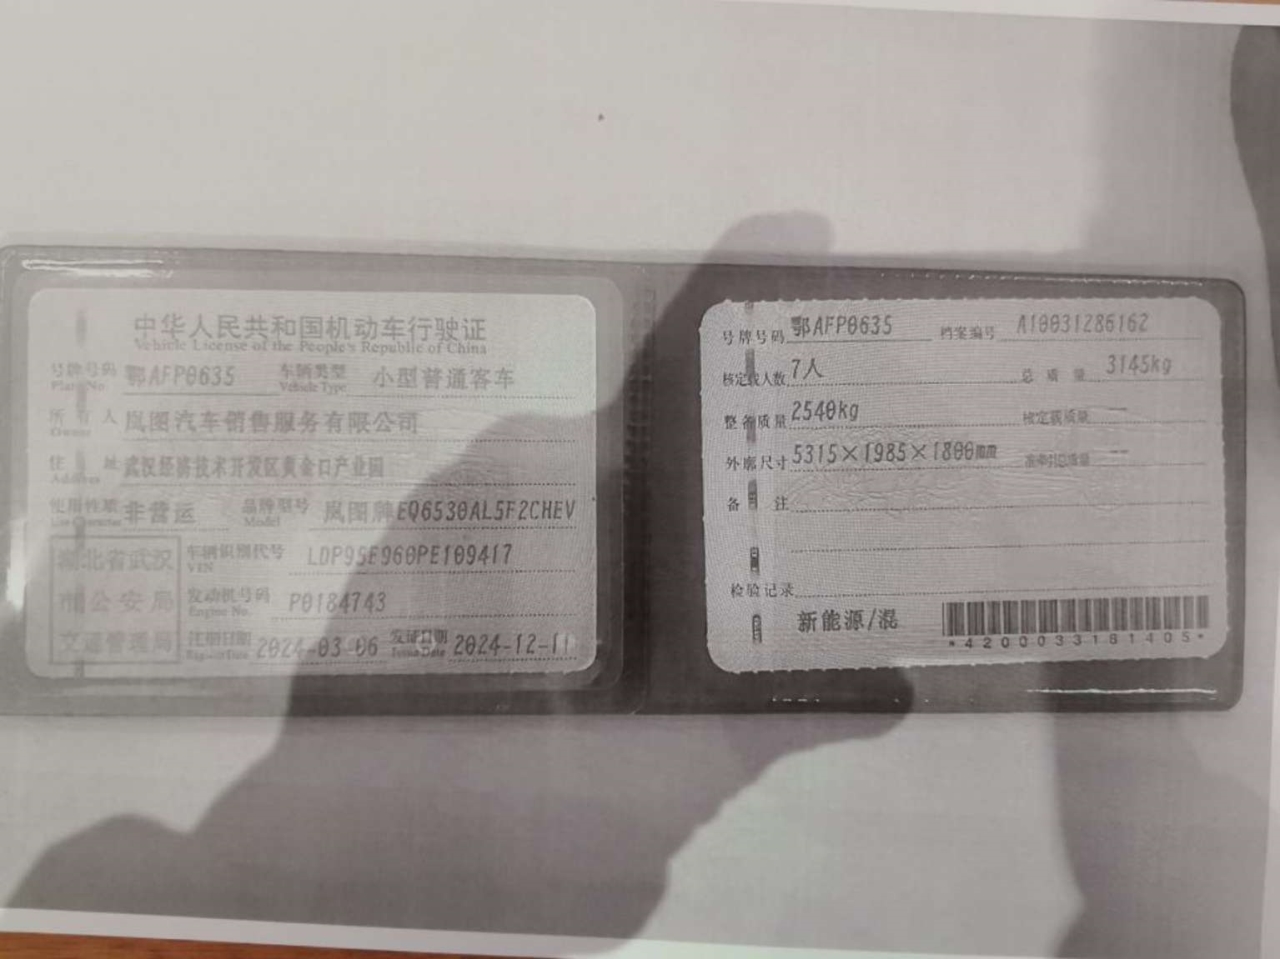 中华人民共和国机动车行驶证
Vehicle License of the People's Republic of China
号牌号码 鄂AFP0635 车辆类型 小型普通客车
Plate No. Vehicle Type
所有人 岚图汽车销售服务有限公司
Owner
住址 武汉经济技术开发区黄金口产业园
Address
使用性质 非营运 品牌型号 岚图牌EQ6530AL5F2CHEV
Use Character Model
湖北省武汉
市公安局
交通管理局
车辆识别代号 LDP95E960PE109417
VIN
发动机号码 P0184743
Engine No.
注册日期 2024-03-06 发证日期 2024-12-11
Register Date Issue Date
号牌号码 鄂AFP0635 档案编号 A10031286162
核定载人数 7人 总质量 3145kg
整备质量 2540kg 核定载质量 --
外廓尺寸 5315×1985×1800mm 准牵引总质量 --
备注
检验记录
新能源/混
*4200033181405*